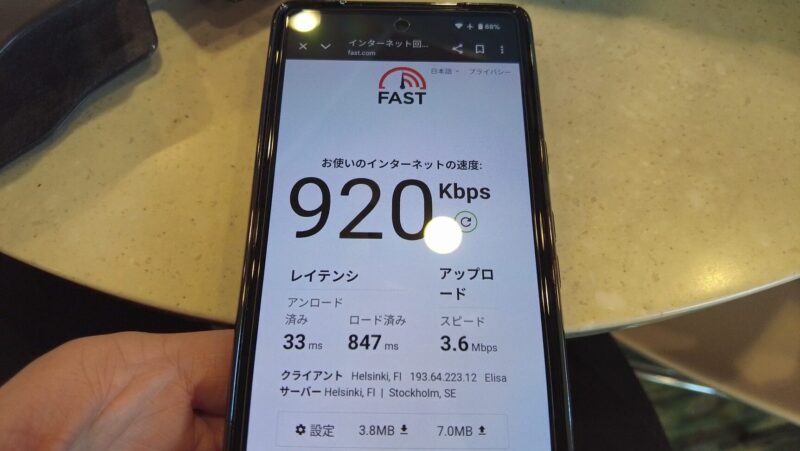 88%
インターネット回...
fast.com
日本語
プライバシー
FAST
お使いのインターネットの速度:
920 Kbps
レイテンシ
アップロード
アンロード済み
ロード済み
スピード
33 ms
847 ms
3.6 Mbps
クライアント Helsinki, FI 193.64.223.12 Elisa
サーバー Helsinki, FI | Stockholm, SE
設定 3.8MB 7.0MB